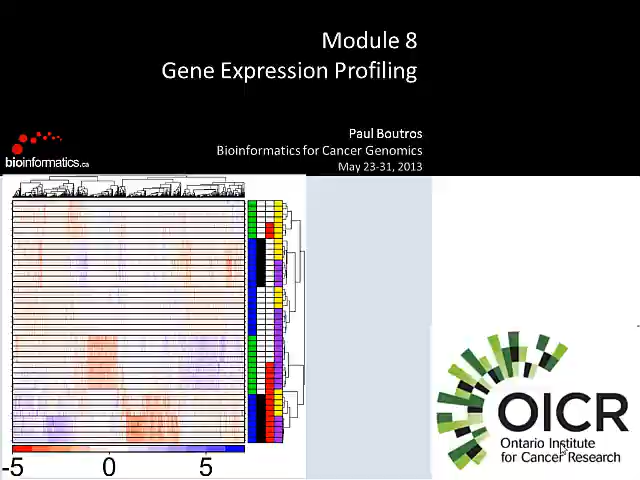 Module 8
Gene Expression Profiling
Paul Boutros
Bioinformatics for Cancer Genomics
May 23-31, 2013
bioinformatics.ca
-5 0 5
OICR
Ontario Institute
for Cancer Research